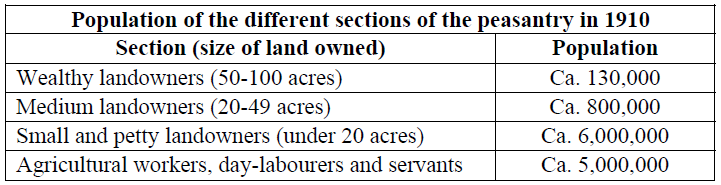 Population of the different sections of the peasantry in 1910
Section (size of land owned) Population
Wealthy landowners (50-100 acres) Ca. 130,000
Medium landowners (20-49 acres) Ca. 800,000
Small and petty landowners (under 20 acres) Ca. 6,000,000
Agricultural workers, day-labourers and servants Ca. 5,000,000